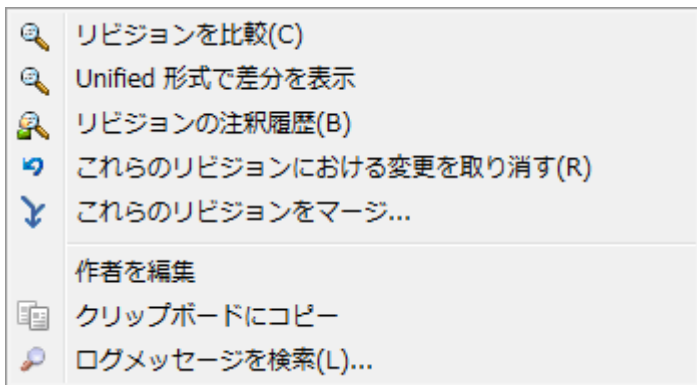 リビジョンを比較(C)
Unified 形式で差分を表示
リビジョンの注釈履歴(B)
これらのリビジョンにおける変更を取り消す(R)
これらのリビジョンをマージ...
作者を編集
クリップボードにコピー
ログメッセージを検索(L)...